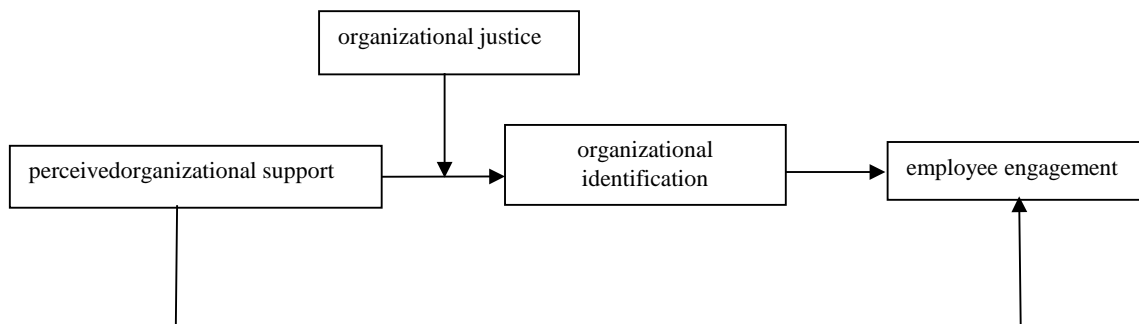 organizational justice
perceivedorganizational support
organizational
identification
employee engagement